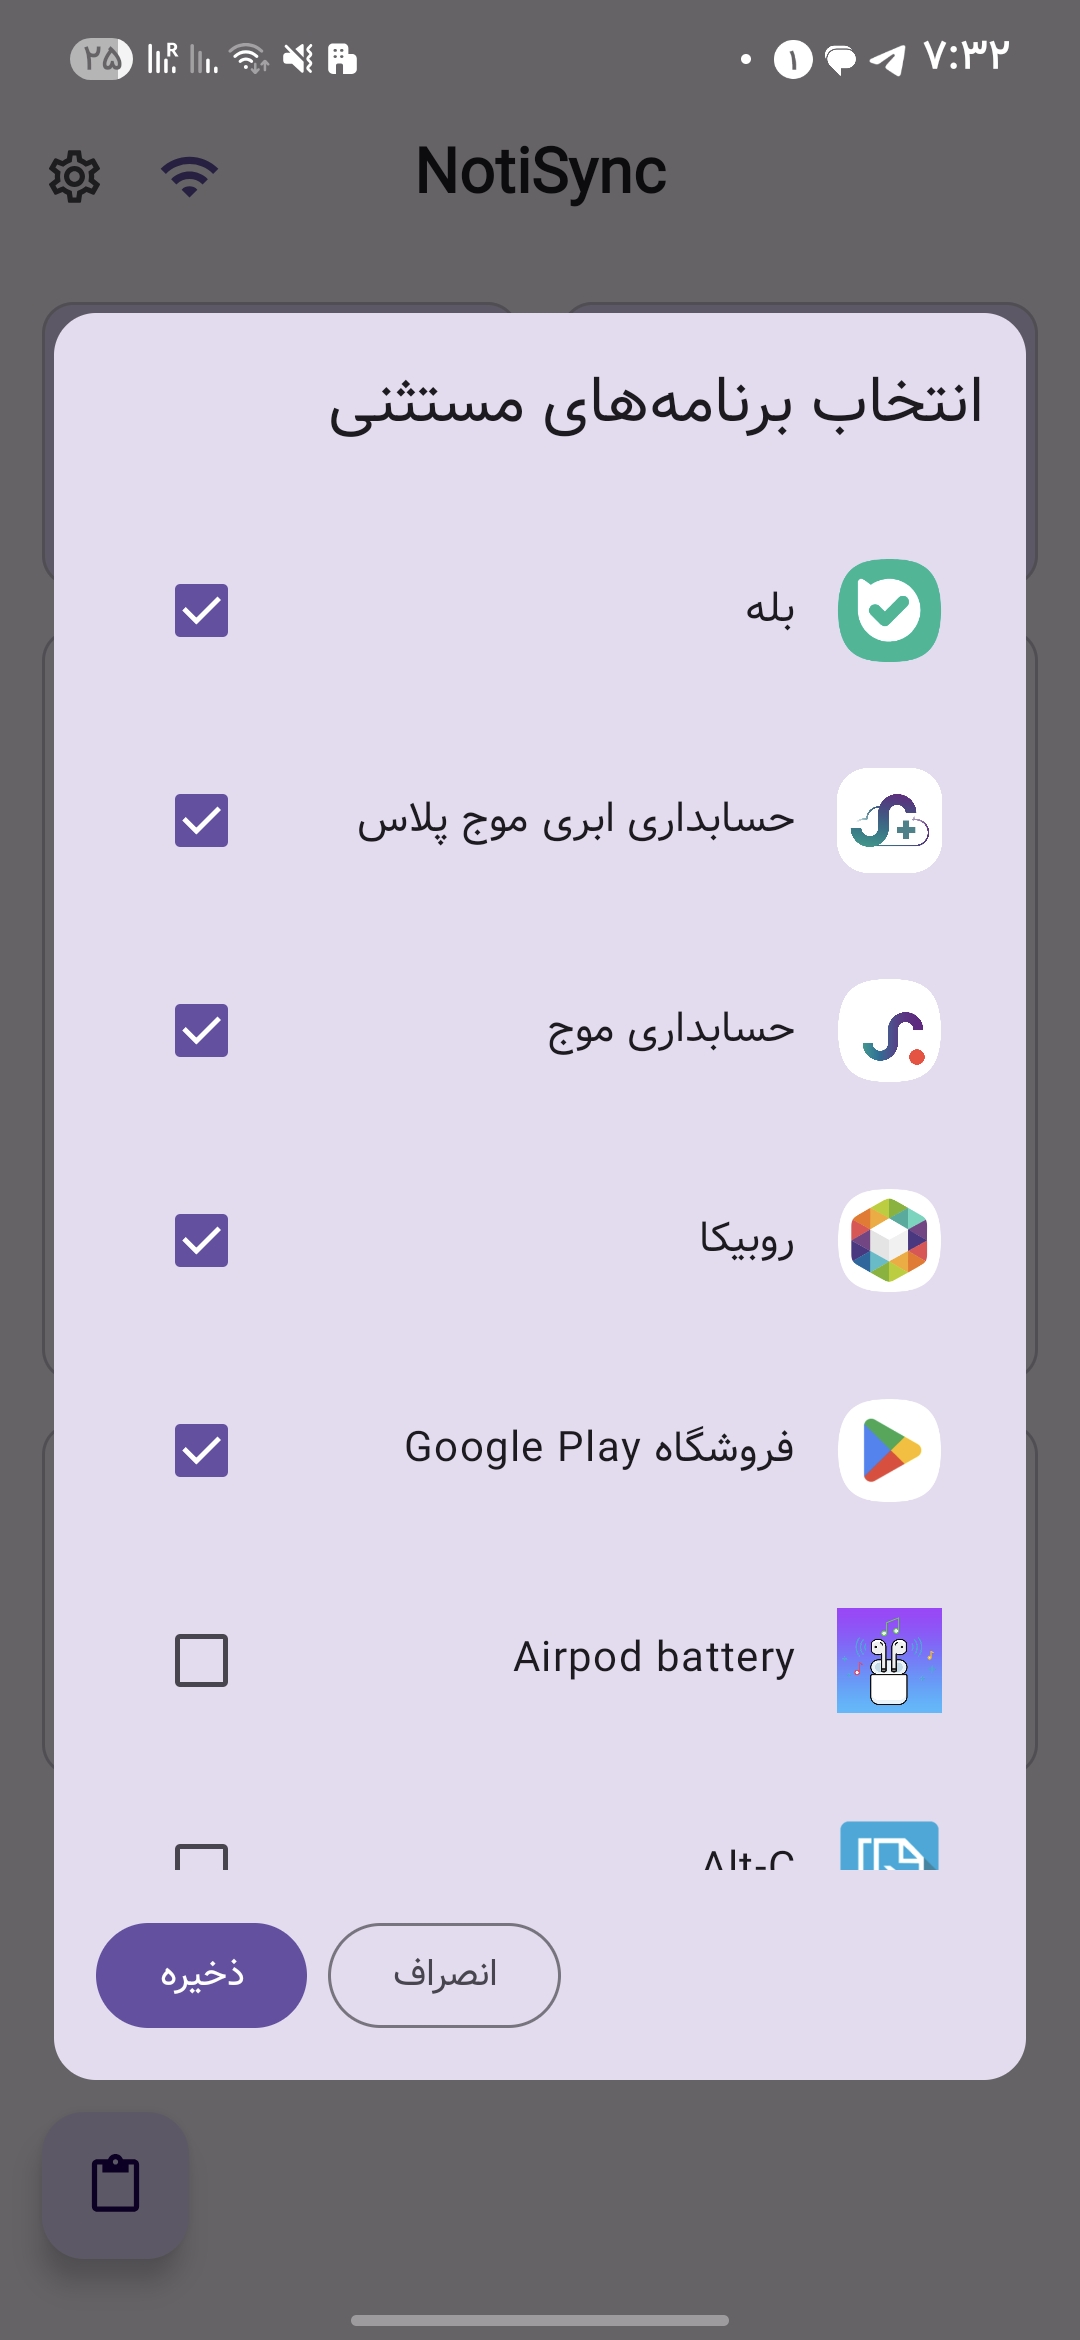 ۷:۳۲
۱
R
۲۵
NotiSync
انتخاب برنامه‌های مستثنی
بله
حسابداری ابری موج پلاس
حسابداری موج
روبیکا
فروشگاه Google Play
Airpod battery
Alt-C
انصراف
ذخیره